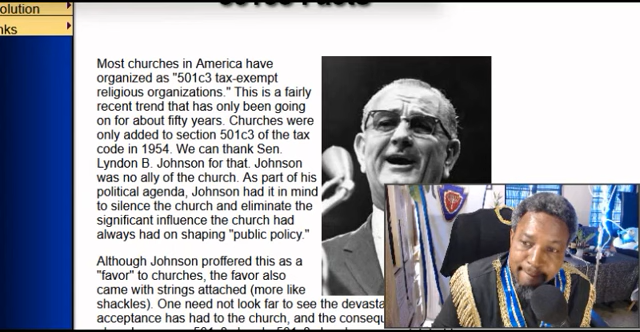 olution
nks
Most churches in America have
organized as "501c3 tax-exempt
religious organizations." This is a fairly
recent trend that has only been going
on for about fifty years. Churches were
only added to section 501c3 of the tax
code in 1954. We can thank Sen.
Lyndon B. Johnson for that. Johnson
was no ally of the church. As part of his
political agenda, Johnson had it in mind
to silence the church and eliminate the
significant influence the church had
always had on shaping "public policy."
Although Johnson proffered this as a
"favor" to churches, the favor also
came with strings attached (more like
shackles). One need not look far to see the devasta
acceptance has had to the church, and the consequ